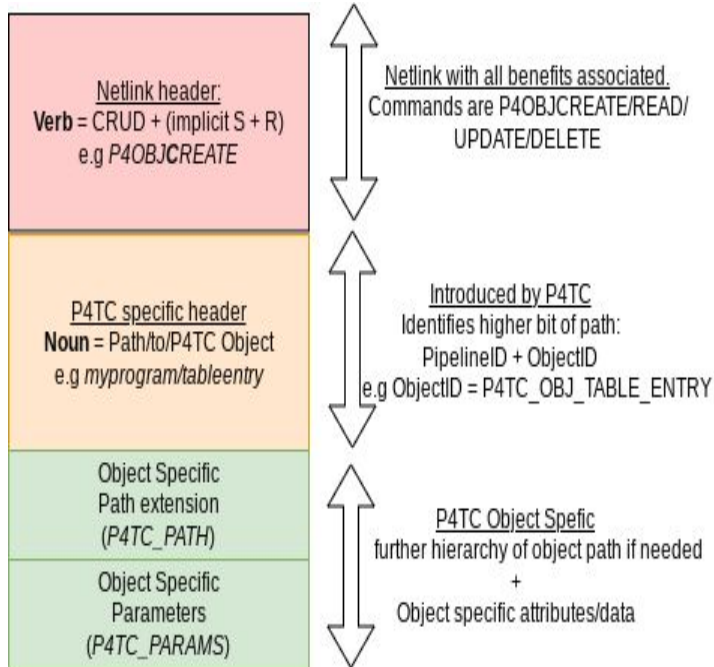 Netlink header:
Verb = CRUD + (implicit S + R)
e.g P4OBJCREATE
Netlink with all benefits associated.
Commands are P4OBJCREATE/READ/
UPDATE/DELETE
P4TC specific header
Noun = Path/to/P4TC Object
e.g myprogram/tableentry
Introduced by P4TC
Identifies higher bit of path:
PipelineID + ObjectID
e.g ObjectID = P4TC_OBJ_TABLE_ENTRY
Object Specific
Path extension
(P4TC_PATH)
Object Specific
Parameters
(P4TC_PARAMS)
P4TC Object Spefic
further hierarchy of object path if needed
+
Object specific attributes/data